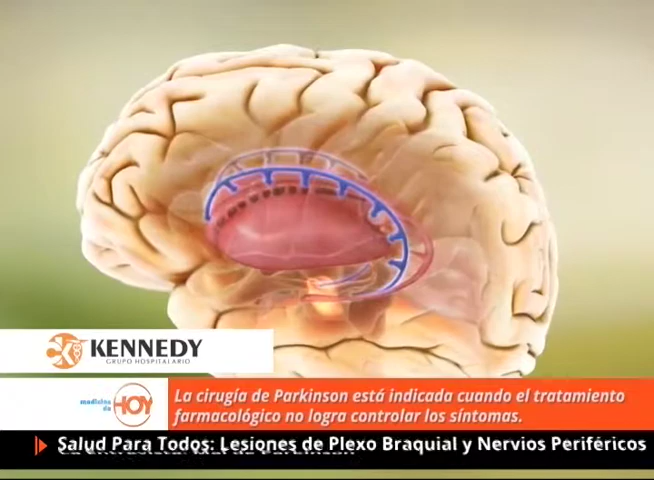 KENNEDY
GRUPO HOSPITALARIO
medicina
de
HOY
La cirugía de Parkinson está indicada cuando el tratamiento
farmacológico no logra controlar los síntomas.
Salud Para Todos: Lesiones de Plexo Braquial y Nervios Periféricos